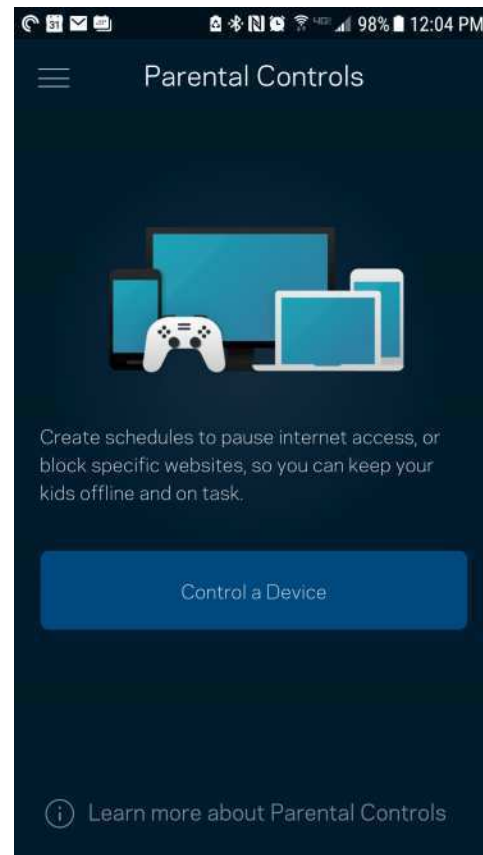 31 98% 12:04 PM
Parental Controls
Create schedules to pause internet access, or
block specific websites, so you can keep your
kids offline and on task.
Control a Device
Learn more about Parental Controls